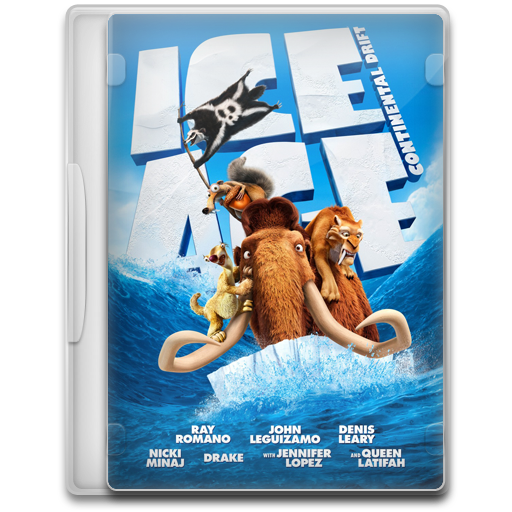 ICE
AGE
CONTINENTAL DRIFT
RAY ROMANO
JOHN LEGUIZAMO
DENIS LEARY
NICKI MINAJ
DRAKE
WITH JENNIFER LOPEZ
AND QUEEN LATIFAH